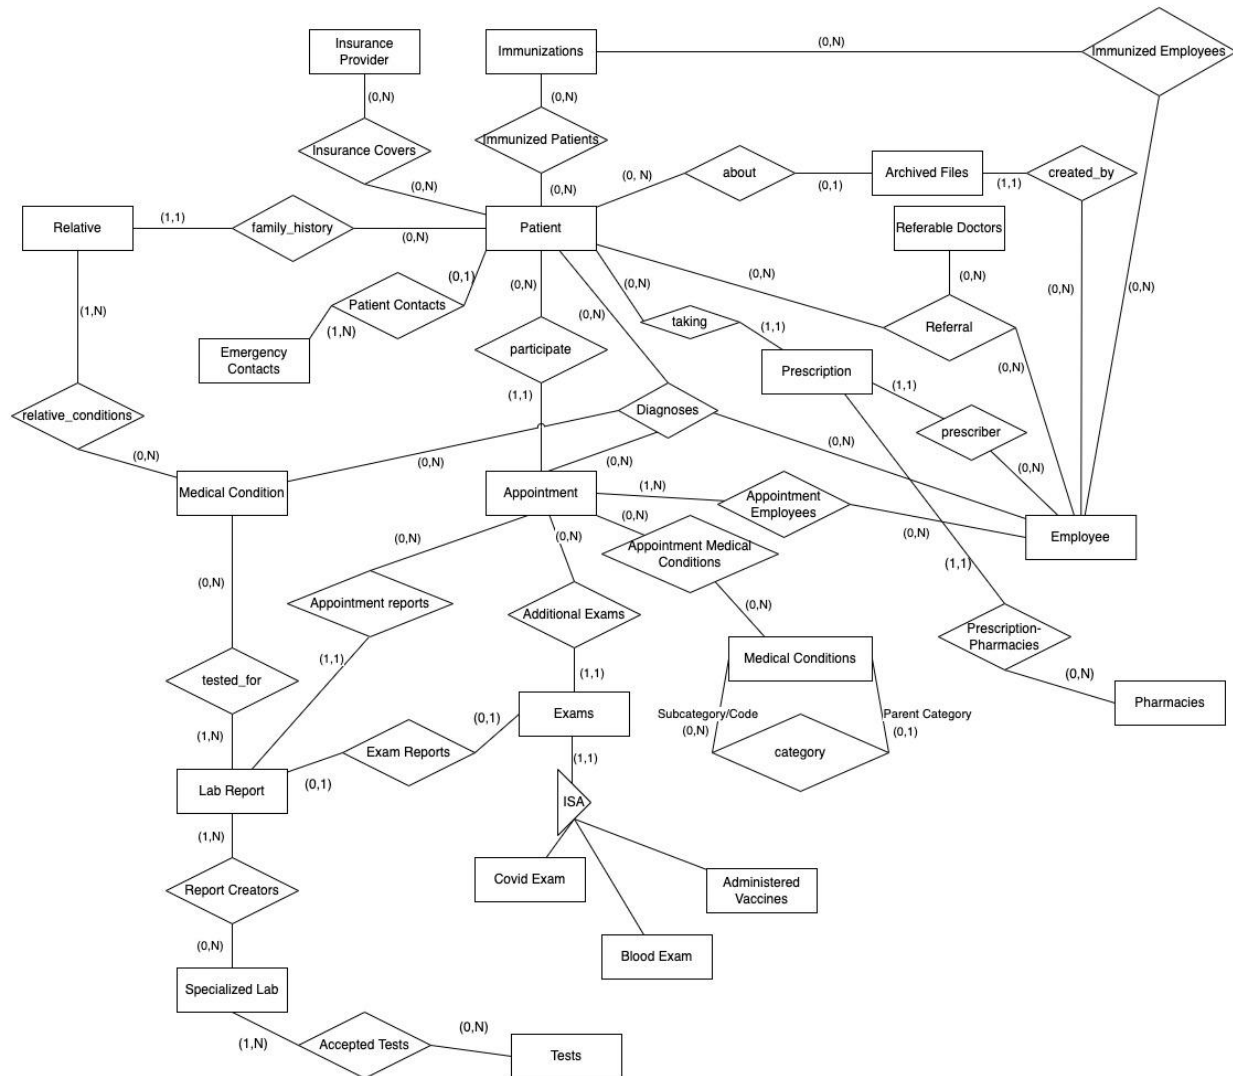 Insurance
Provider
Immunizations
(0,N)
Immunized Employees
(0,N)
(0,N)
Insurance Covers
Immunized Patients
(0,N)
(0,N)
(0, N)
about
(0,1)
Archived Files
(1,1)
created_by
Relative
(1,1)
family_history
(0,N)
Patient
Referable Doctors
(0,N)
(0,1)
(0,N)
(0,N)
(0,N)
(0,N)
(0,N)
(0,N)
(1,N)
Patient Contacts
(0,N)
taking
(1,1)
Referral
(1,N)
participate
Emergency
Contacts
Prescription
(0,N)
(1,1)
(1,1)
relative_conditions
Diagnoses
prescriber
(0,N)
(0,N)
(0,N)
(0,N)
(0,N)
Medical Condition
Appointment
(1,N)
Appointment
Employees
(0,N)
(0,N)
(0,N)
(0,N)
Employee
Appointment Medical
Conditions
(1,1)
(0,N)
Appointment reports
Additional Exams
(0,N)
Prescription-
Pharmacies
(1,1)
Medical Conditions
(0,N)
tested_for
(1,1)
Pharmacies
Exams
Subcategory/Code
Parent Category
(0,1)
(0,N)
(0,1)
(1,N)
Exam Reports
category
(1,1)
Lab Report
(0,1)
ISA
(1,N)
Covid Exam
Administered
Vaccines
Report Creators
(0,N)
Blood Exam
Specialized Lab
(1,N)
Accepted Tests
(0,N)
Tests